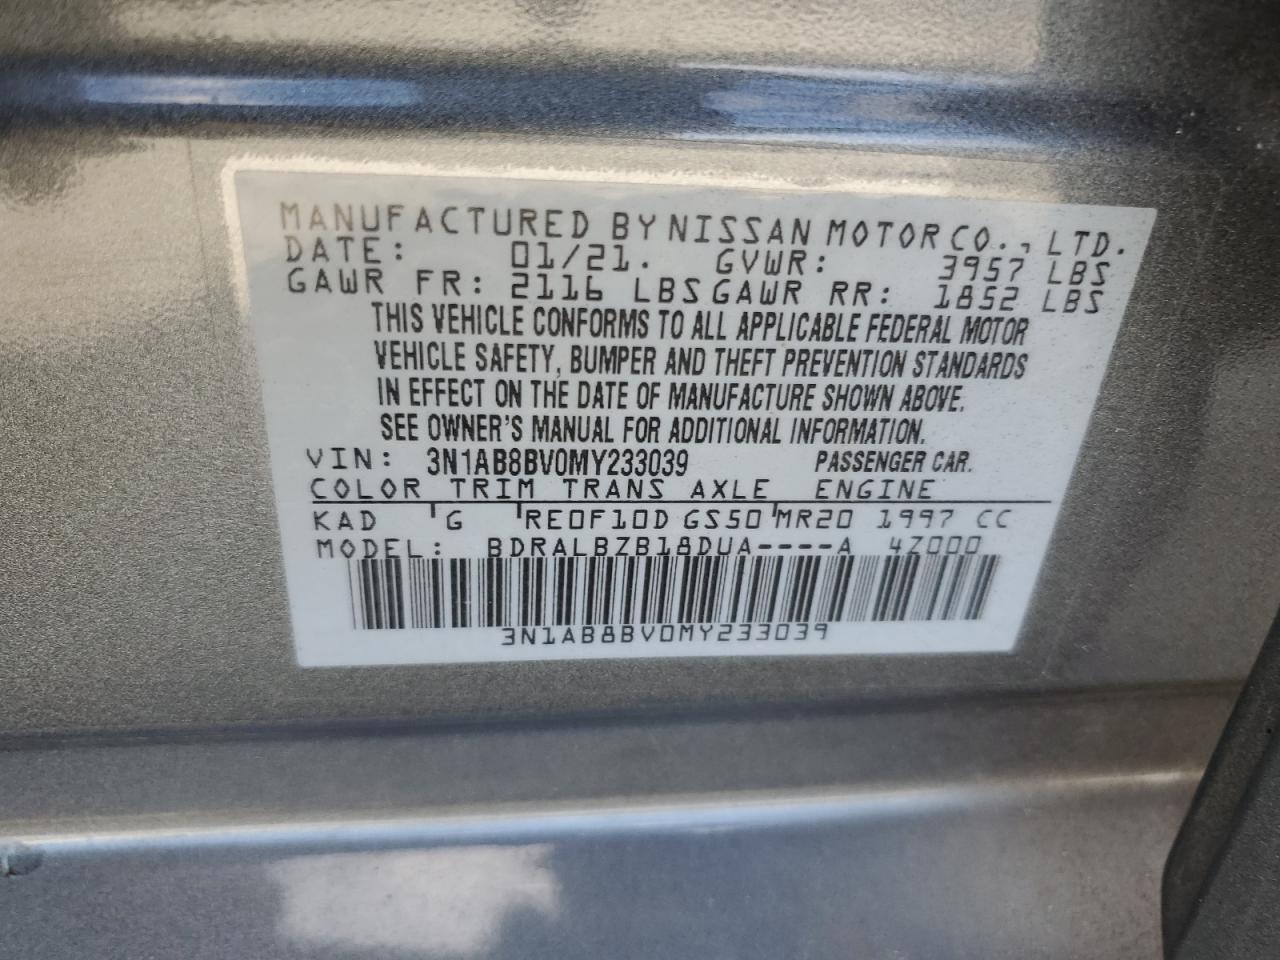 MANUFACTURED BY NISSAN MOTOR CO., LTD.
DATE: 01/21. GVWR: 3957 LBS
GAWR FR: 2116 LBS GAWR RR: 1852 LBS
THIS VEHICLE CONFORMS TO ALL APPLICABLE FEDERAL MOTOR
VEHICLE SAFETY, BUMPER AND THEFT PREVENTION STANDARDS
IN EFFECT ON THE DATE OF MANUFACTURE SHOWN ABOVE.
SEE OWNER'S MANUAL FOR ADDITIONAL INFORMATION.
VIN: 3N1AB8BV0MY233039 PASSENGER CAR.
COLOR TRIM TRANS AXLE ENGINE
KAD G RE0F10D GS50 MR20 1997 CC
MODEL: BDRALBZB18DUA----A 4Z000
3N1AB8BV0MY233039